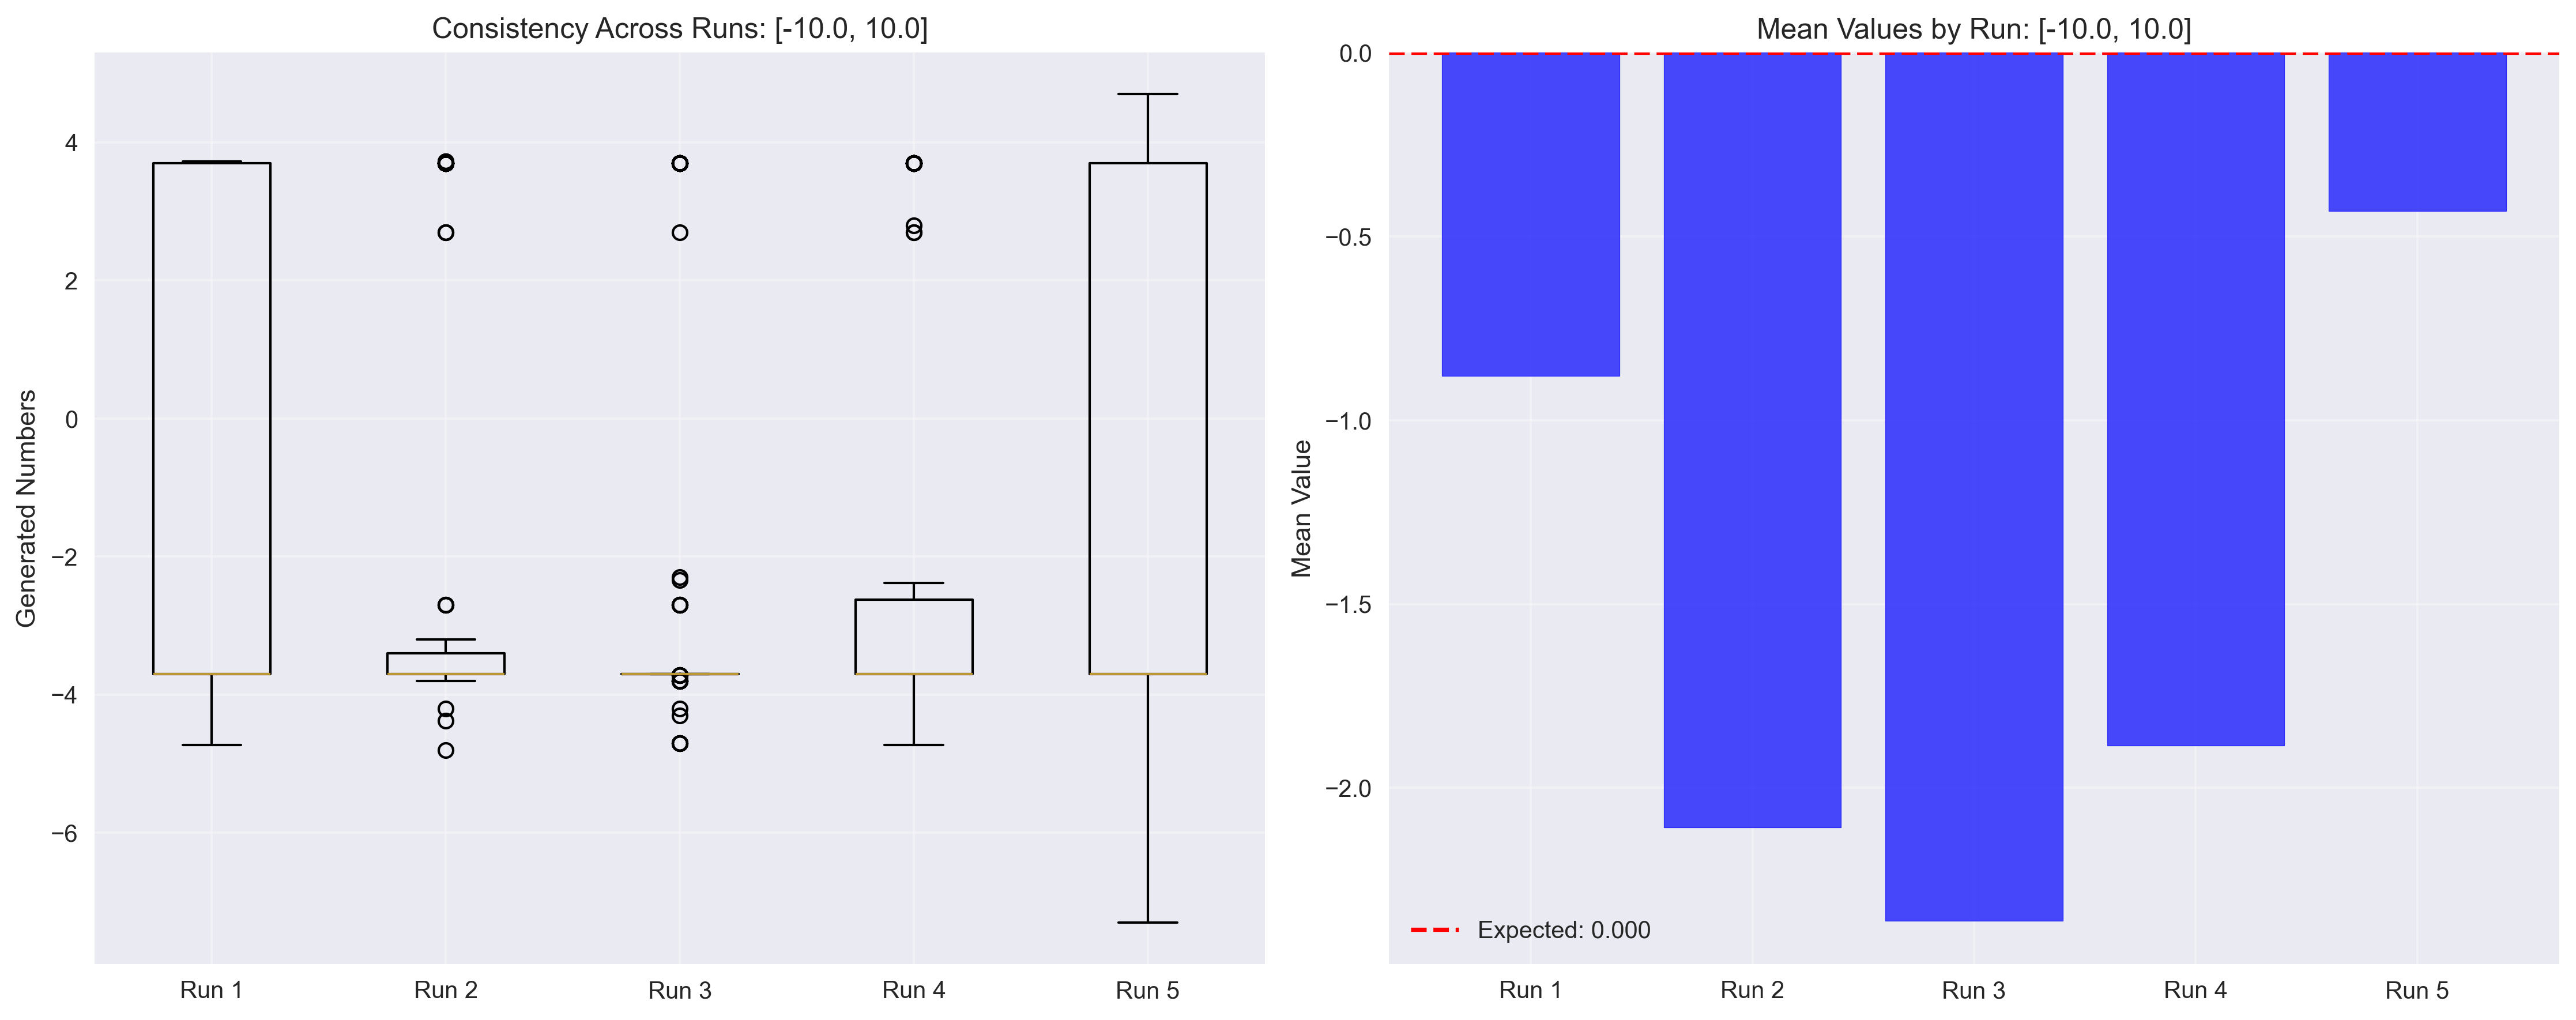 Consistency Across Runs: [-10.0, 10.0]
Generated Numbers
4
2
0
−2
−4
−6
Run 1
Run 2
Run 3
Run 4
Run 5
Mean Values by Run: [-10.0, 10.0]
Mean Value
0.0
−0.5
−1.0
−1.5
−2.0
Expected: 0.000
Run 1
Run 2
Run 3
Run 4
Run 5